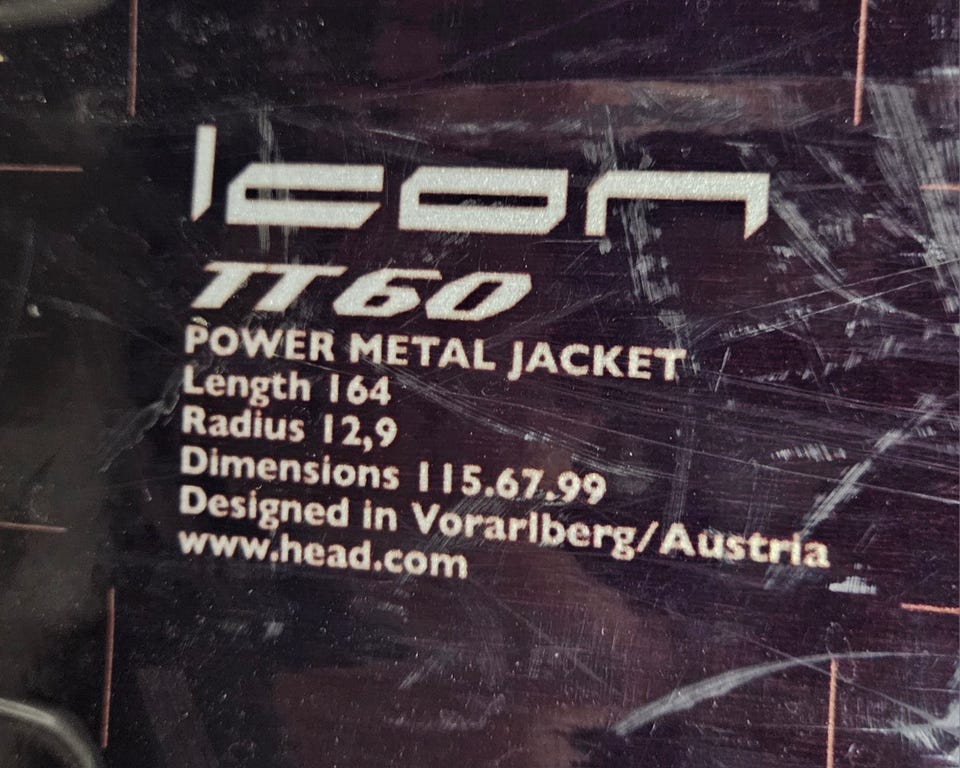 Icon
TT60
POWER METAL JACKET
Length 164
Radius 12,9
Dimensions 115.67.99
Designed in Vorarlberg/Austria
www.head.com